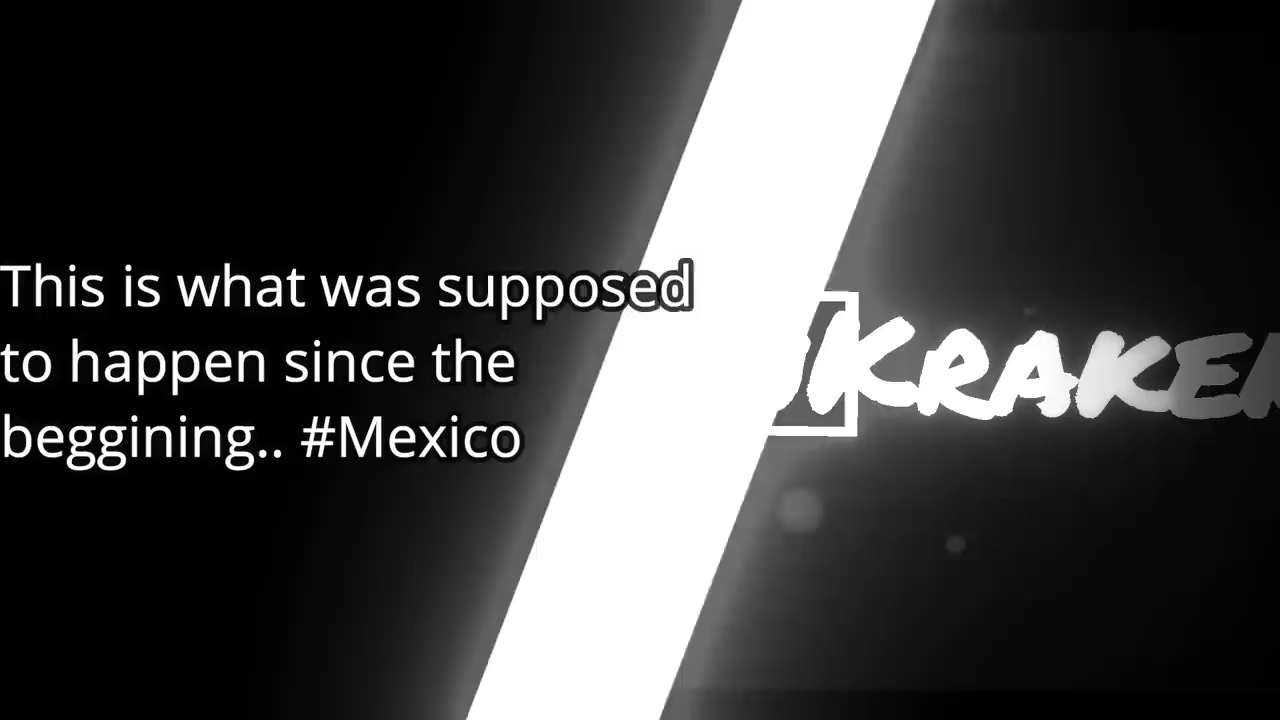 This is what was supposed
to happen since the
beggining.. #Mexico